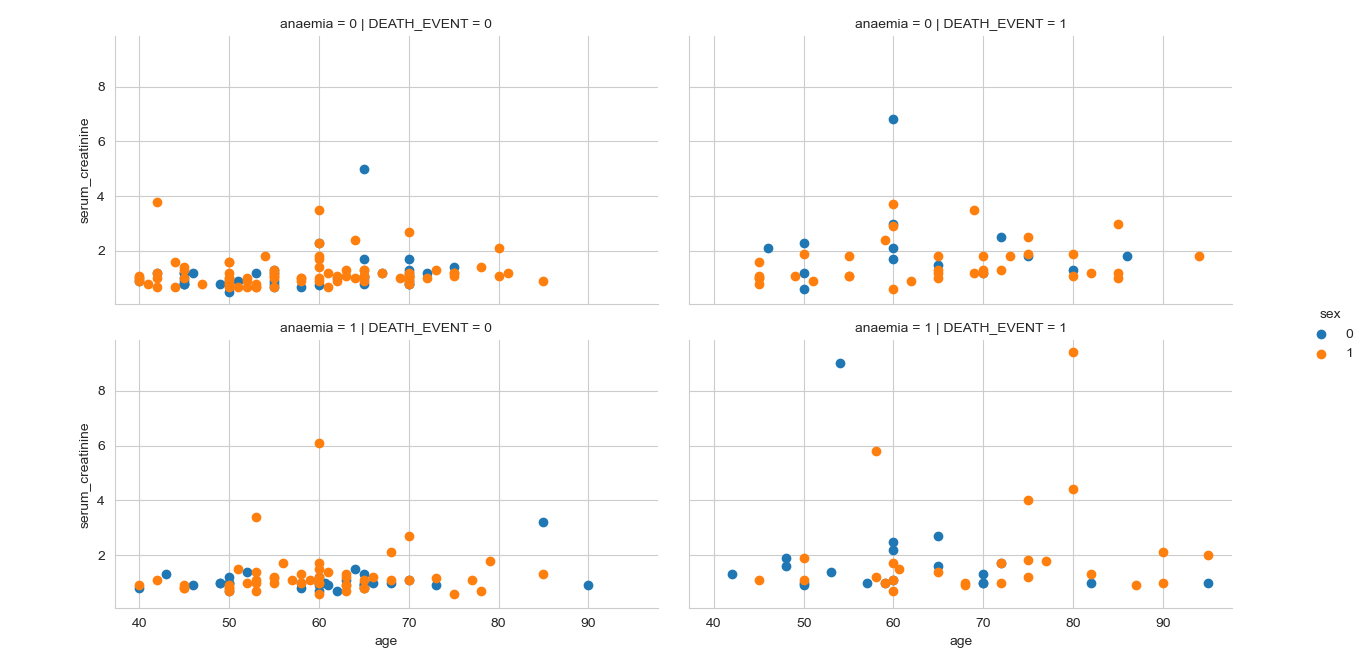 anaemia = 0 | DEATH_EVENT = 0
anaemia = 0 | DEATH_EVENT = 1
8
6
4
2
serum_creatinine
anaemia = 1 | DEATH_EVENT = 0
anaemia = 1 | DEATH_EVENT = 1
8
6
4
2
serum_creatinine
40 50 60 70 80 90
age
40 50 60 70 80 90
age
sex
0
1